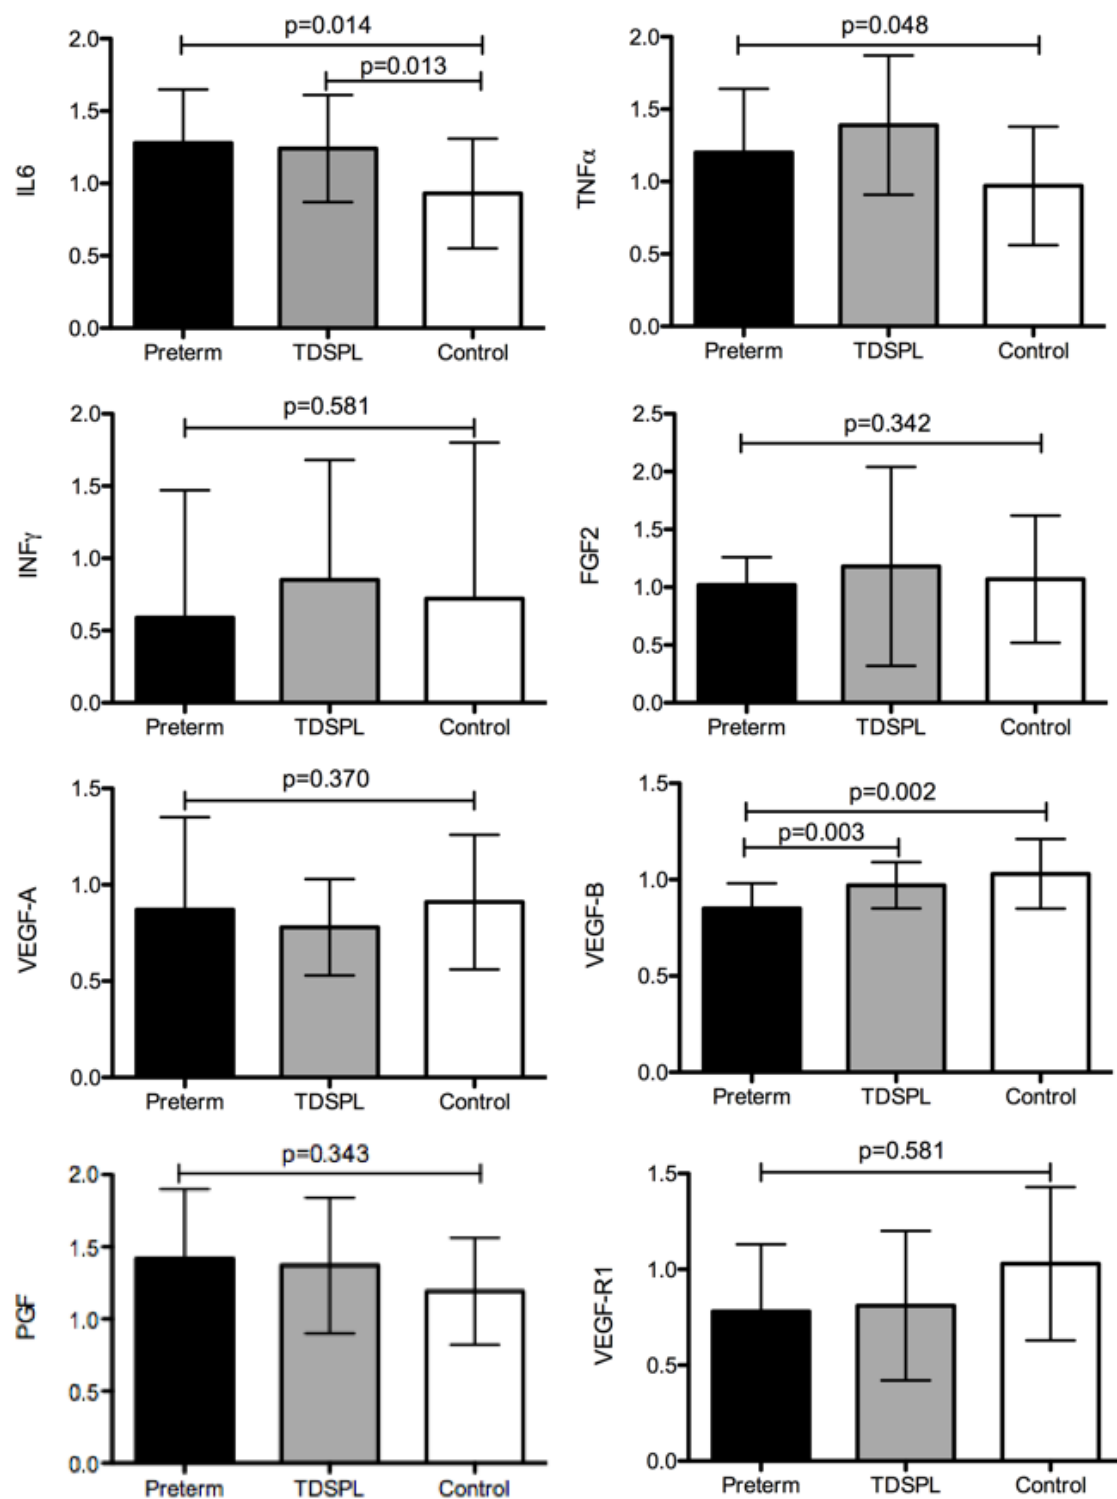 p=0.014
p=0.013
IL6
2.0
1.5
1.0
0.5
0.0
Preterm TDSPL Control
p=0.048
TNFα
2.0
1.5
1.0
0.5
0.0
Preterm TDSPL Control
p=0.581
INFγ
2.0
1.5
1.0
0.5
0.0
Preterm TDSPL Control
p=0.342
FGF2
2.5
2.0
1.5
1.0
0.5
0.0
Preterm TDSPL Control
p=0.370
VEGF-A
1.5
1.0
0.5
0.0
Preterm TDSPL Control
p=0.002
p=0.003
VEGF-B
1.5
1.0
0.5
0.0
Preterm TDSPL Control
p=0.343
PGF
2.0
1.5
1.0
0.5
0.0
Preterm TDSPL Control
p=0.581
VEGF-R1
1.5
1.0
0.5
0.0
Preterm TDSPL Control